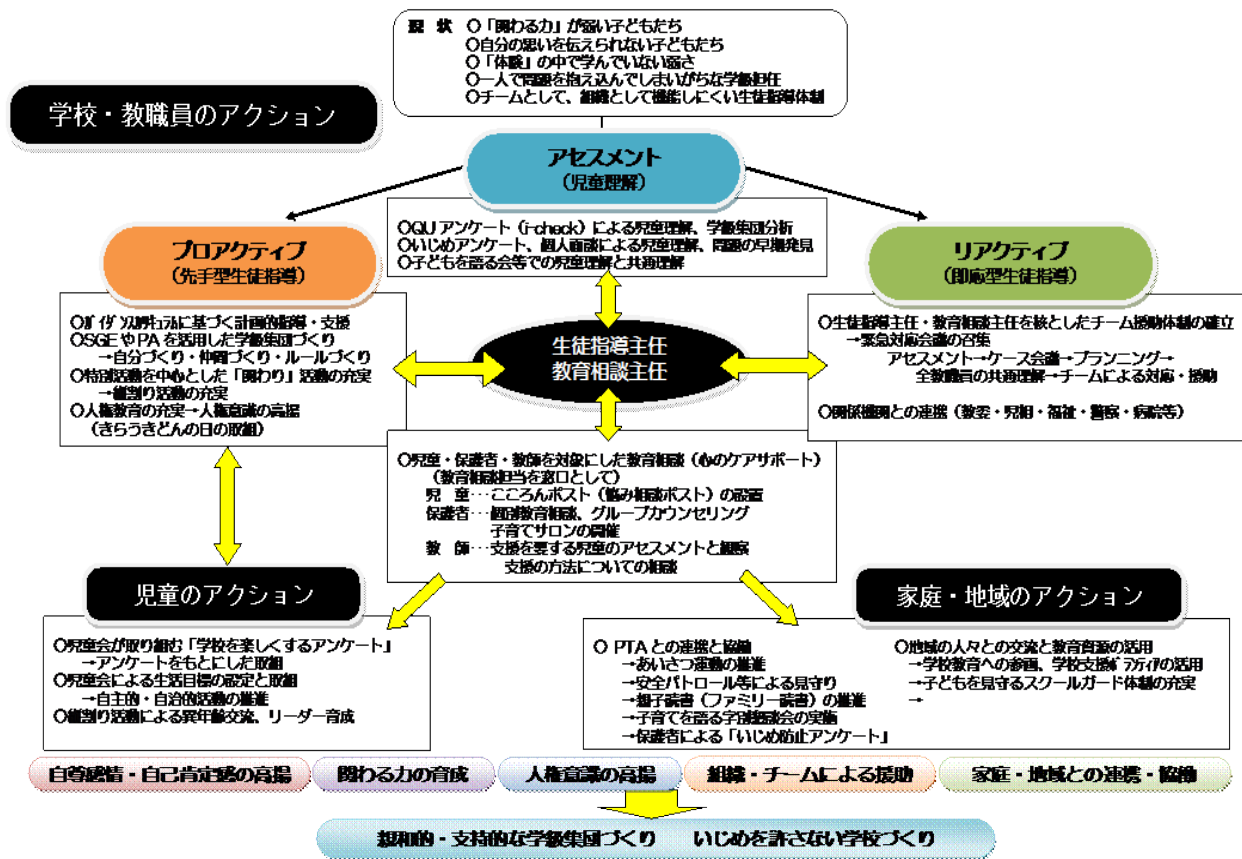 現 状 ○「関わる力」が弱い子どもたち
○自分の思いを伝えられない子どもたち
○「体験」の中で学んでいない弱さ
○一人で問題を抱え込んでしまいがちな学級担任
○チームとして、組織として機能しにくい生徒指導体制
学校・教職員のアクション
アセスメント
(児童理解)
○QUアンケート(i-check)による児童理解、学級集団分析
○いじめアンケート、個人面談による児童理解、問題の早期発見
○子どもを語る会等での児童理解と共通理解
プロアクティブ
(先手型生徒指導)
○ガイダンスカリキュラムに基づく計画的指導・支援
○SGEやPAを活用した学級集団づくり
→自分づくり・仲間づくり・ルールづくり
○特別活動を中心とした「関わり」活動の充実
→縦割り活動の充実
○人権教育の充実→人権意識の高揚
(きらうきどんの日の取組)
リアクティブ
(即応型生徒指導)
○生徒指導主任・教育相談主任を核としたチーム援助体制の確立
→緊急対応会議の召集
アセスメント→ケース会議→プランニング→
全教職員の共通理解→チームによる対応・援助
○関係機関との連携(教委・児相・福祉・警察・病院等)
生徒指導主任
教育相談主任
○児童・保護者・教師を対象にした教育相談(心のケアサポート)
(教育相談担当を窓口として)
児 童…こころんポスト(悩み相談ポスト)の設置
保護者…個別教育相談、グループカウンセリング
子育てサロンの開催
教 師…支援を要する児童のアセスメントと観察
支援の方法についての相談
児童のアクション
○児童会が取り組む「学校を楽しくするアンケート」
→アンケートをもとにした取組
○児童会による生活目標の設定と取組
→自主的・自治的活動の推進
○縦割り活動による異年齢交流、リーダー育成
家庭・地域のアクション
○ PTAとの連携と協働
→あいさつ運動の推進
→安全パトロール等による見守り
→親子読書(ファミリー読書)の推進
→子育てを語る字別懇談会の実施
→保護者による「いじめ防止アンケート」
○地域の人々との交流と教育資源の活用
→学校教育への参画、学校支援ボランティアの活用
→子どもを見守るスクールガード体制の充実
→
自尊感情・自己肯定感の高揚
関わる力の育成
人権意識の高揚
組織・チームによる援助
家庭・地域との連携・協働
親和的・支持的な学級集団づくり いじめを許さない学校づくり